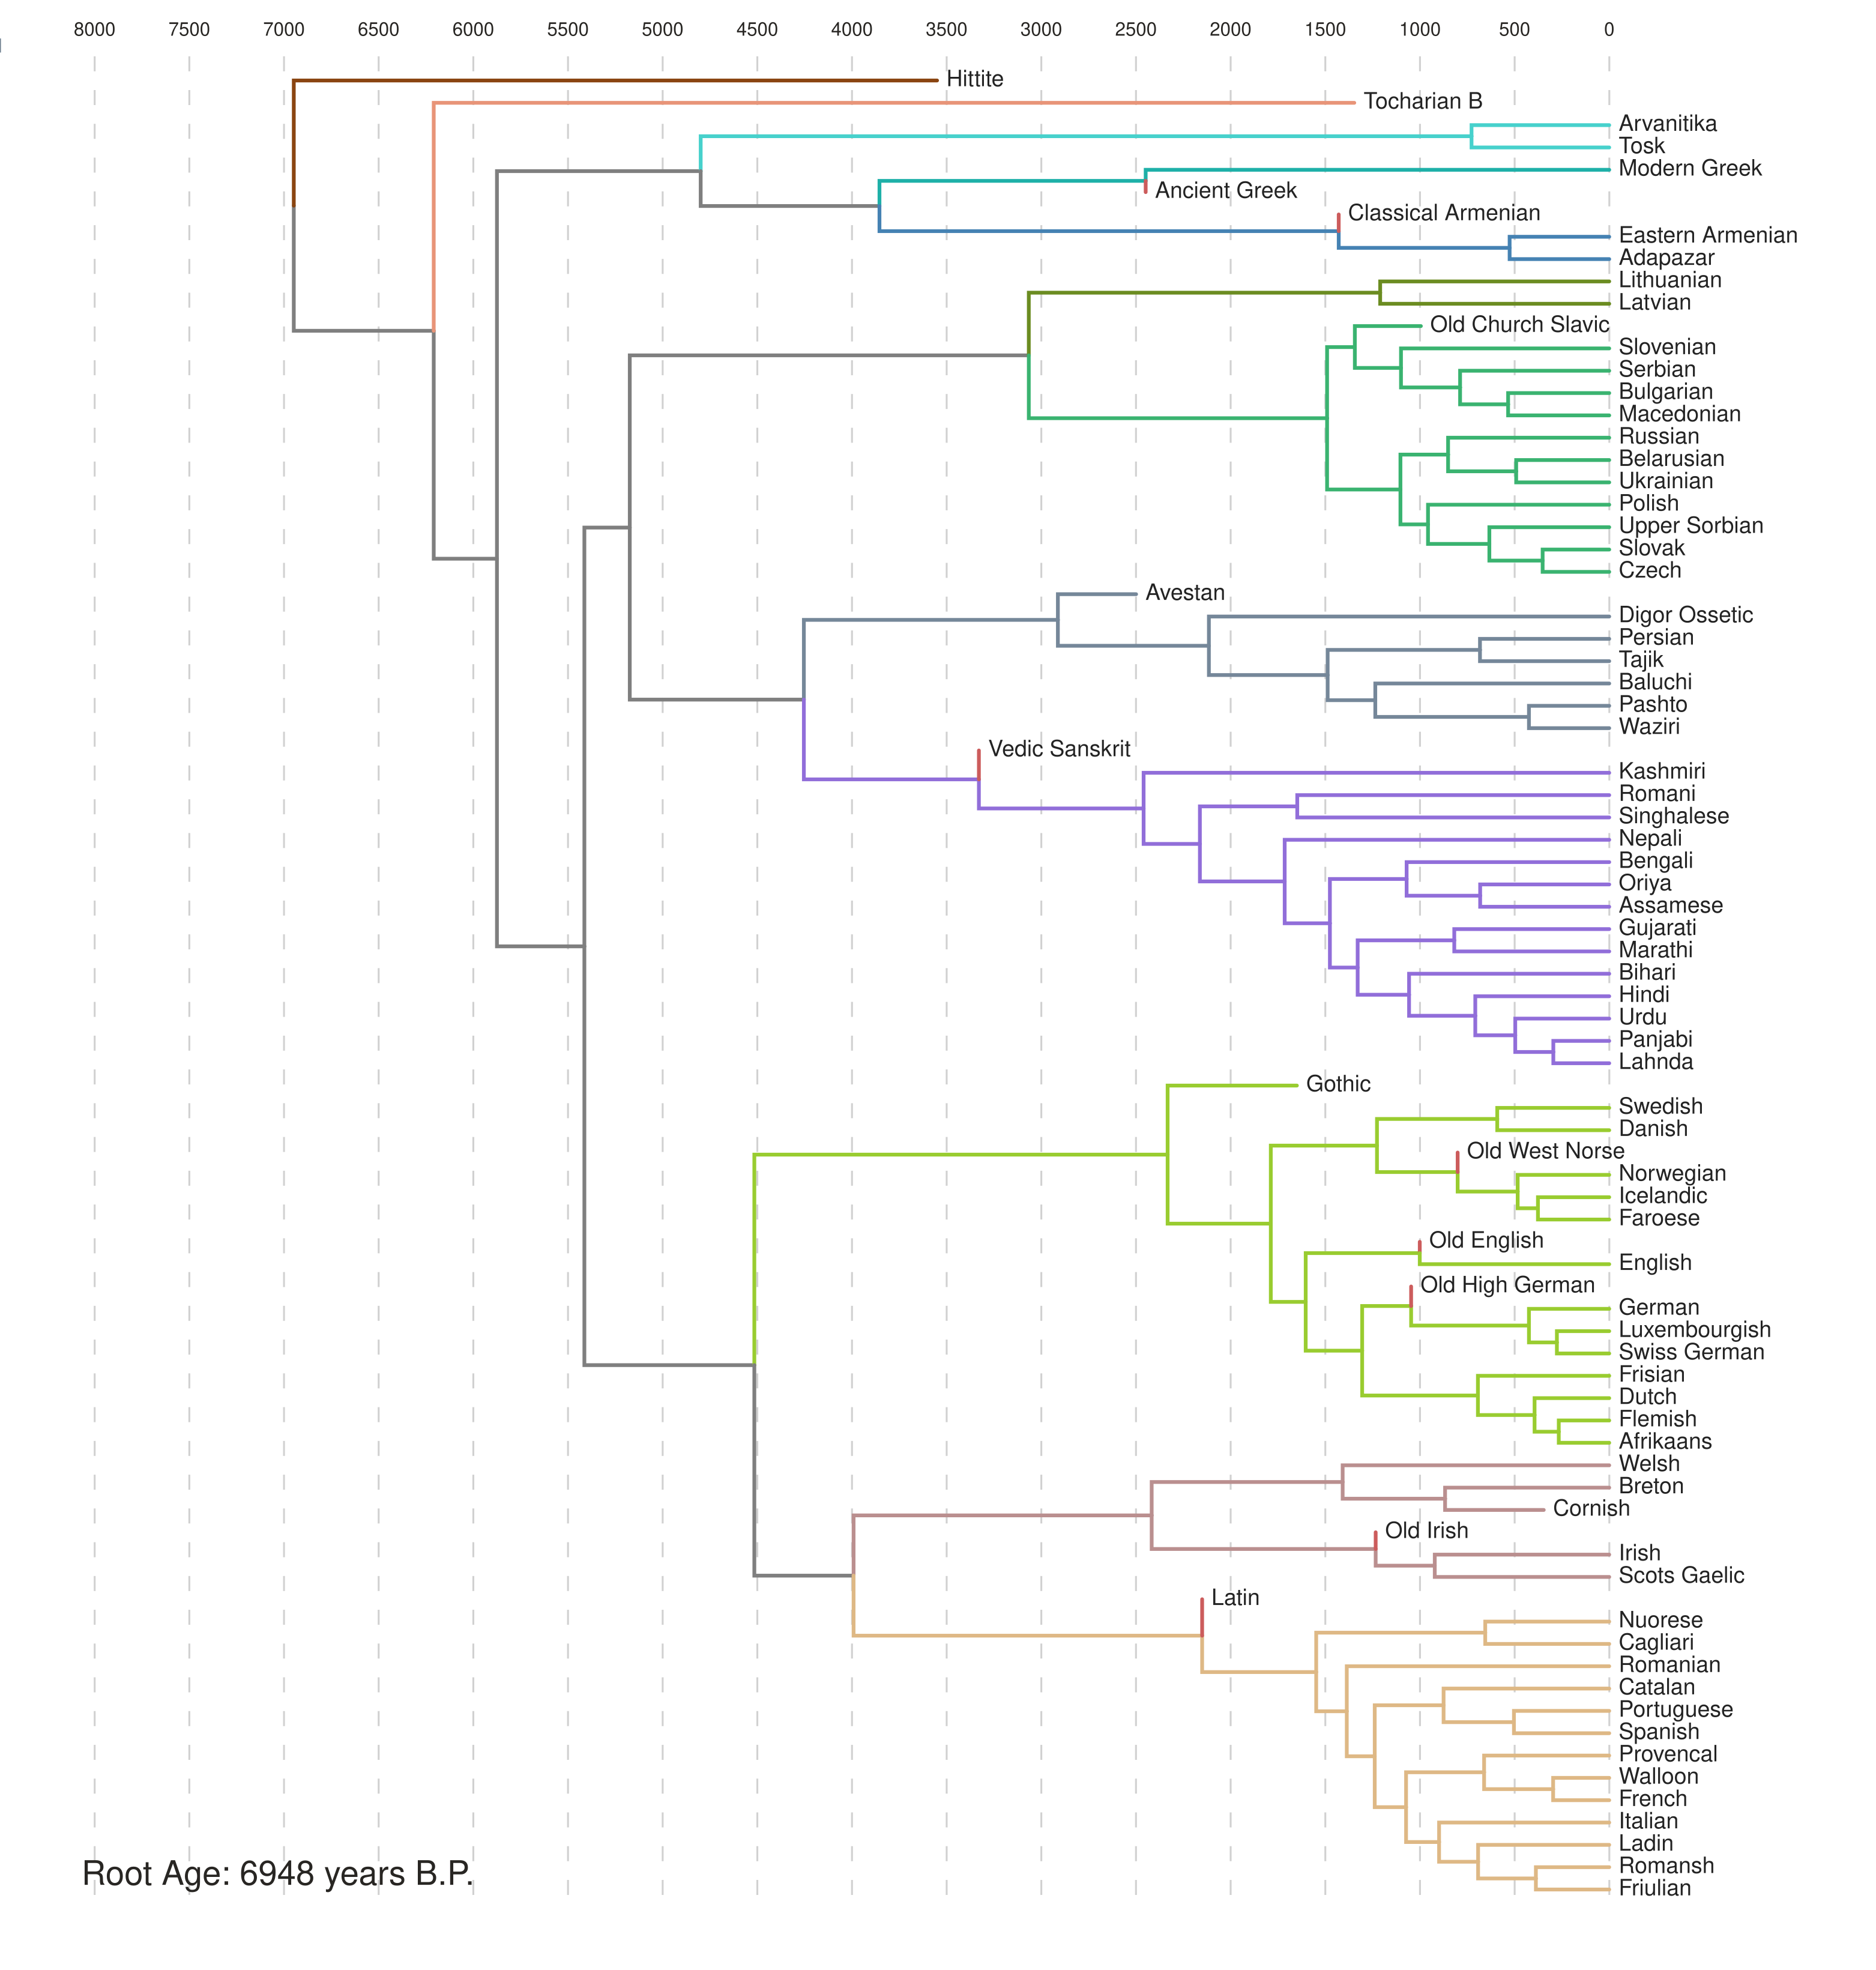 8000 7500 7000 6500 6000 5500 5000 4500 4000 3500 3000 2500 2000 1500 1000 500 0
Hittite
Tocharian B
Arvanitika
Tosk
Modern Greek
Ancient Greek
Classical Armenian
Eastern Armenian
Adapazar
Lithuanian
Latvian
Old Church Slavic
Slovenian
Serbian
Bulgarian
Macedonian
Russian
Belarusian
Ukrainian
Polish
Upper Sorbian
Slovak
Czech
Avestan
Digor Ossetic
Persian
Tajik
Baluchi
Pashto
Waziri
Vedic Sanskrit
Kashmiri
Romani
Singhalese
Nepali
Bengali
Oriya
Assamese
Gujarati
Marathi
Bihari
Hindi
Urdu
Panjabi
Lahnda
Gothic
Swedish
Danish
Old West Norse
Norwegian
Icelandic
Faroese
Old English
English
Old High German
German
Luxembourgish
Swiss German
Frisian
Dutch
Flemish
Afrikaans
Welsh
Breton
Cornish
Old Irish
Irish
Scots Gaelic
Latin
Nuorese
Cagliari
Romanian
Catalan
Portuguese
Spanish
Provencal
Walloon
French
Italian
Ladin
Romansh
Friulian
Root Age: 6948 years B.P.